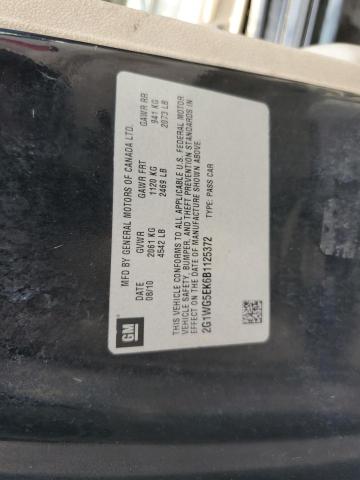 MFD BY GENERAL MOTORS OF CANADA LTD.
DATE GVWR GAWR FRT GAWR RR
08/10 2061 KG 1120 KG 941 KG
4542 LB 2469 LB 2073 LB
GM
THIS VEHICLE CONFORMS TO ALL APPLICABLE U.S. FEDERAL MOTOR
VEHICLE SAFETY, BUMPER, AND THEFT PREVENTION STANDARDS IN
EFFECT ON THE DATE OF MANUFACTURE SHOWN ABOVE.
2G1WG5EK6B1125372 TYPE: PASS CAR